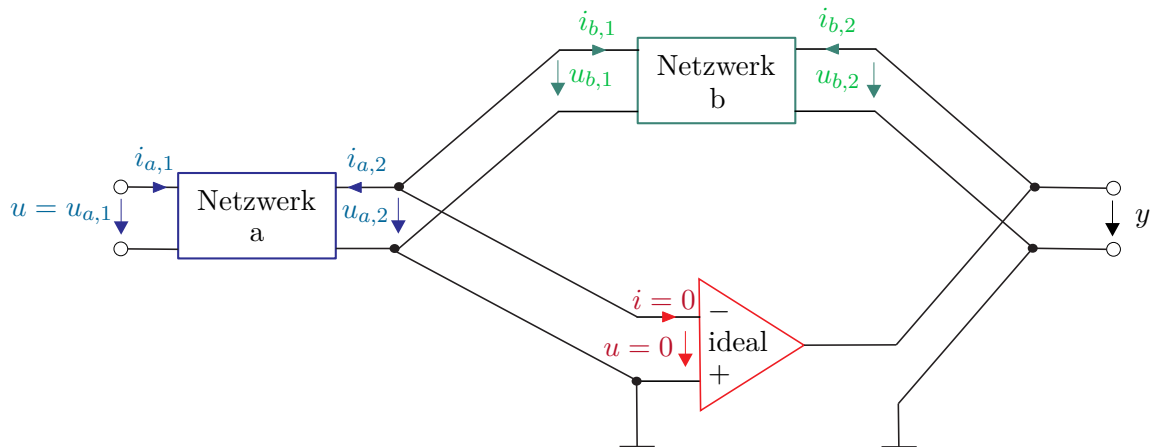 i_{b,1}
i_{b,2}
u_{b,1}
Netzwerk
b
u_{b,2}
i_{a,1}
i_{a,2}
u = u_{a,1}
Netzwerk
a
u_{a,2}
y
i = 0
−
u = 0
ideal
+